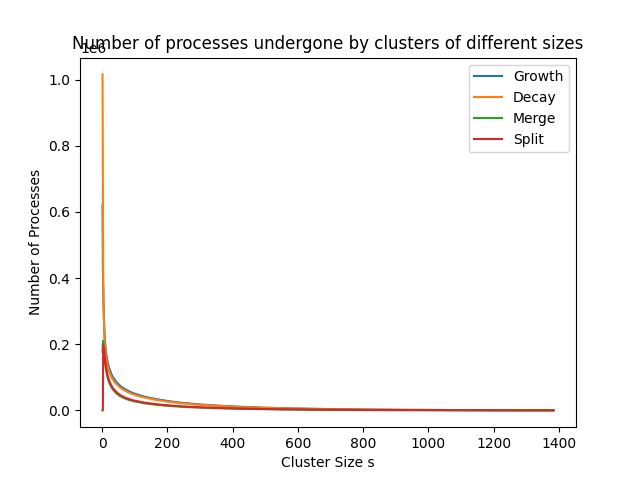 Number of processes undergone by clusters of different sizes
1e6
Growth
Decay
Merge
Split
1.0
0.8
0.6
0.4
0.2
0.0
Number of Processes
0 200 400 600 800 1000 1200 1400
Cluster Size s